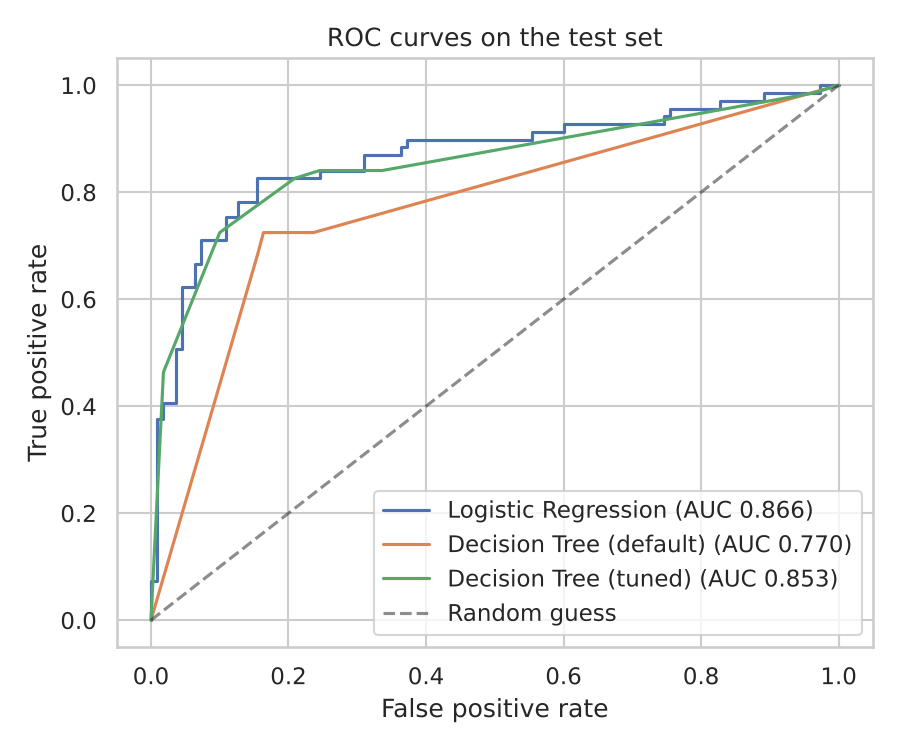 ROC curves on the test set
1.0
0.8
0.6
0.4
0.2
0.0
True positive rate
Logistic Regression (AUC 0.866)
Decision Tree (default) (AUC 0.770)
Decision Tree (tuned) (AUC 0.853)
Random guess
0.0 0.2 0.4 0.6 0.8 1.0
False positive rate